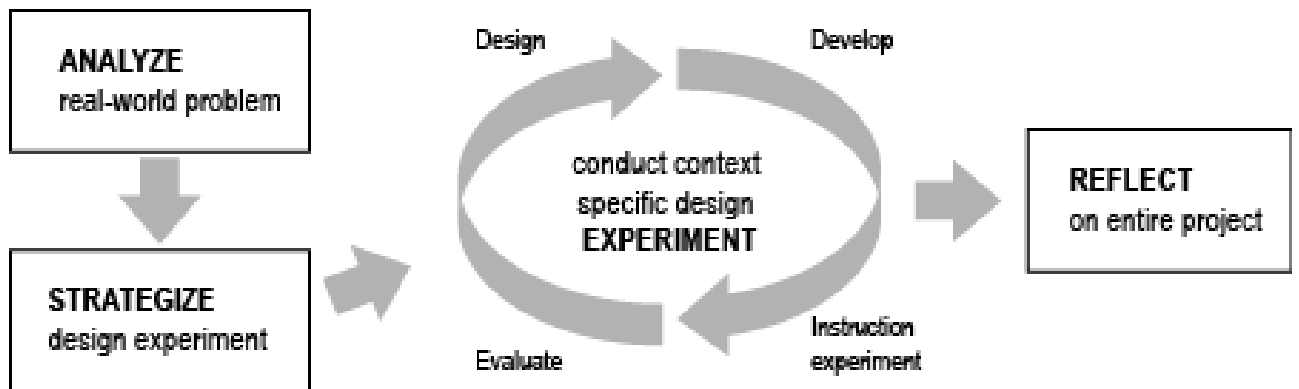 ANALYZE
real-world problem
STRATEGIZE
design experiment
Design
Develop
conduct context
specific design
EXPERIMENT
Evaluate
Instruction
experiment
REFLECT
on entire project